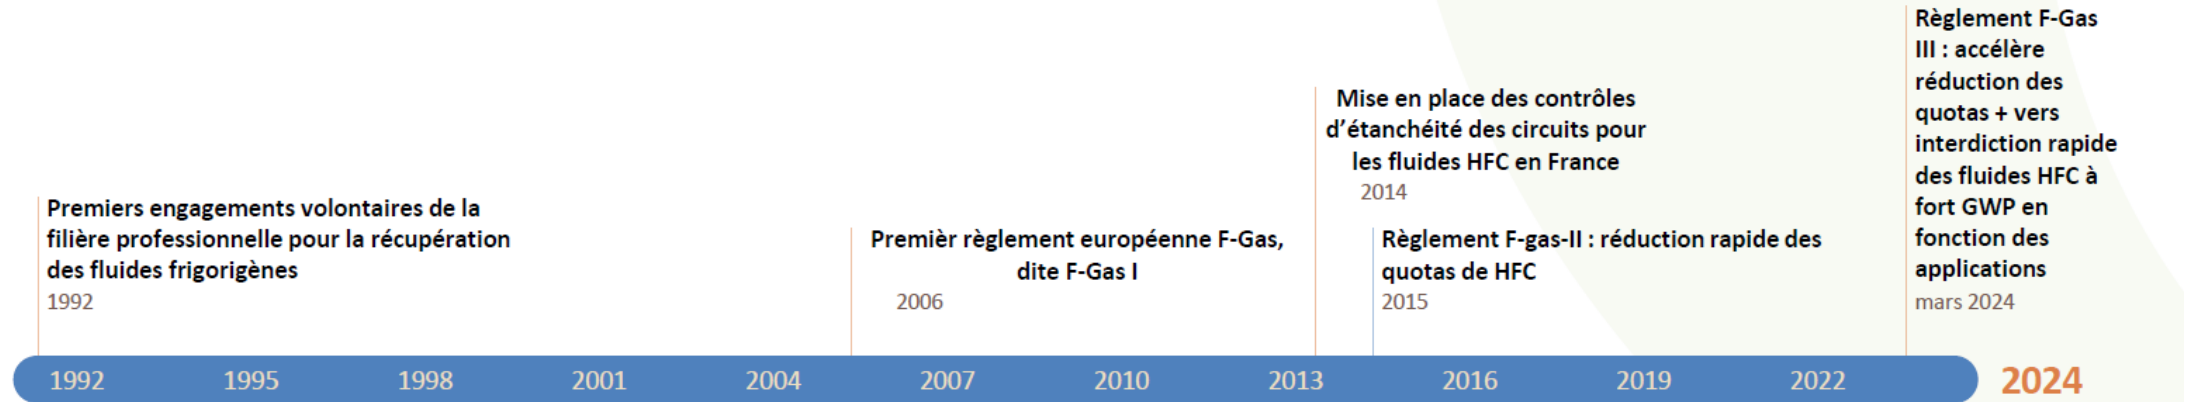 Premiers engagements volontaires de la
filière professionnelle pour la récupération
des fluides frigorigènes
1992
Premièr règlement européenne F-Gas,
dite F-Gas I
2006
Mise en place des contrôles
d'étanchéité des circuits pour
les fluides HFC en France
2014
Règlement F-gas-II : réduction rapide des
quotas de HFC
2015
Règlement F-Gas
III : accélère
réduction des
quotas + vers
interdiction rapide
des fluides HFC à
fort GWP en
fonction des
applications
mars 2024
1992 1995 1998 2001 2004 2007 2010 2013 2016 2019 2022 2024